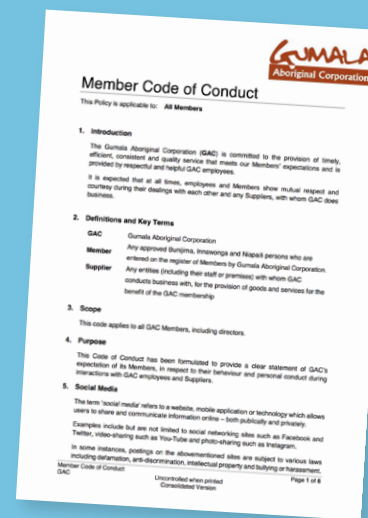 GUMALA
Aboriginal Corporation
Member Code of Conduct
This Policy is applicable to: All Members
1. Introduction
The Gumala Aboriginal Corporation (GAC) is committed to the provision of timely,
efficient, consistent and quality service that meets our Members' expectations and is
provided by respectful and helpful GAC employees.
It is expected that at all times, employees and Members show mutual respect and
courtesy during their dealings with each other and any Suppliers, with whom GAC does
business.
2. Definitions and Key Terms
GAC Gumala Aboriginal Corporation
Member Any approved Bunjima, Innawonga and Niapaili persons who are
entered on the register of Members by Gumala Aboriginal Corporation.
Supplier Any entities (including their staff or premises) with whom GAC
conducts business with, for the provision of goods and services for the
benefit of the GAC membership
3. Scope
This code applies to all GAC Members, including directors.
4. Purpose
This Code of Conduct has been formulated to provide a clear statement of GAC's
expectation of its Members, in respect to their behaviour and personal conduct during
interactions with GAC employees and Suppliers.
5. Social Media
The term 'social media' refers to a website, mobile application or technology which allows
users to share and communicate information online – both publically and privately.
Examples include but are not limited to social networking sites such as Facebook and
Twitter, video-sharing such as You-Tube and photo-sharing such as Instagram.
In some instances, postings on the abovementioned sites are subject to various laws
including defamation, anti-discrimination, intellectual property and bullying or harassment.
Member Code of Conduct
GAC
Uncontrolled when printed
Consolidated Version
Page 1 of 6